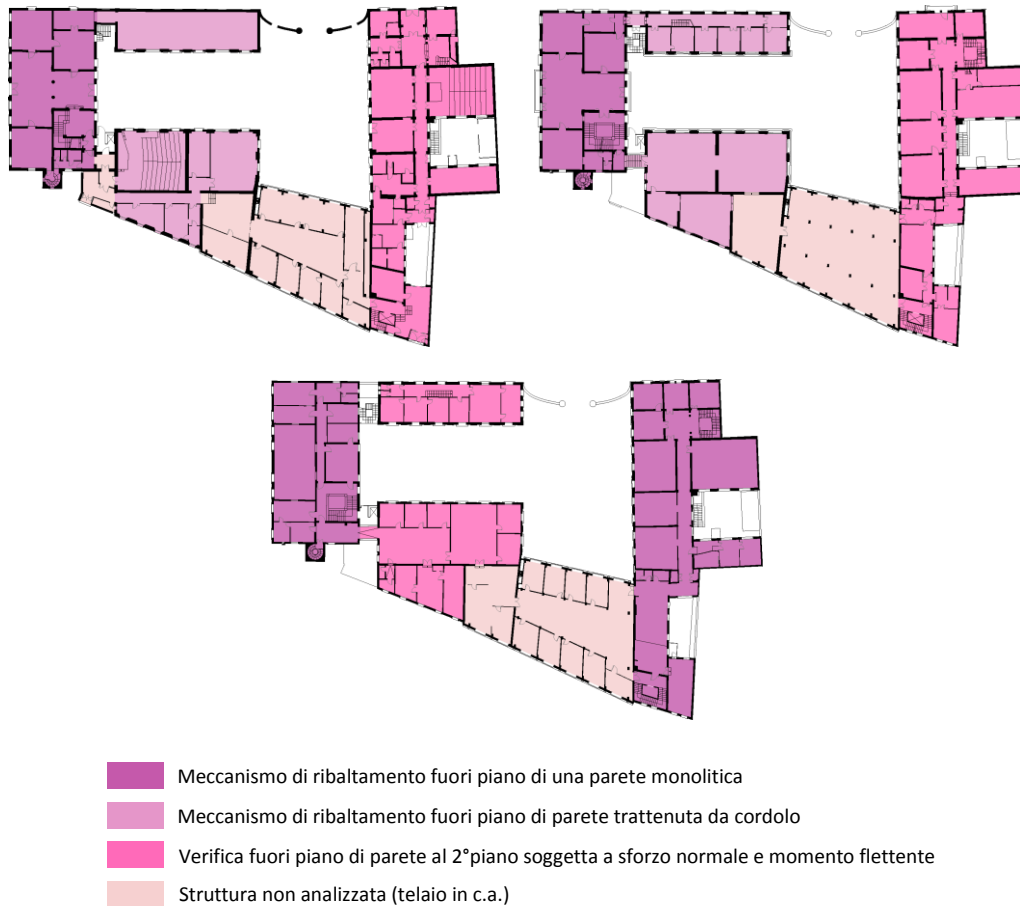 Meccanismo di ribaltamento fuori piano di una parete monolitica
Meccanismo di ribaltamento fuori piano di parete trattenuta da cordolo
Verifica fuori piano di parete al 2°piano soggetta a sforzo normale e momento flettente
Struttura non analizzata (telaio in c.a.)